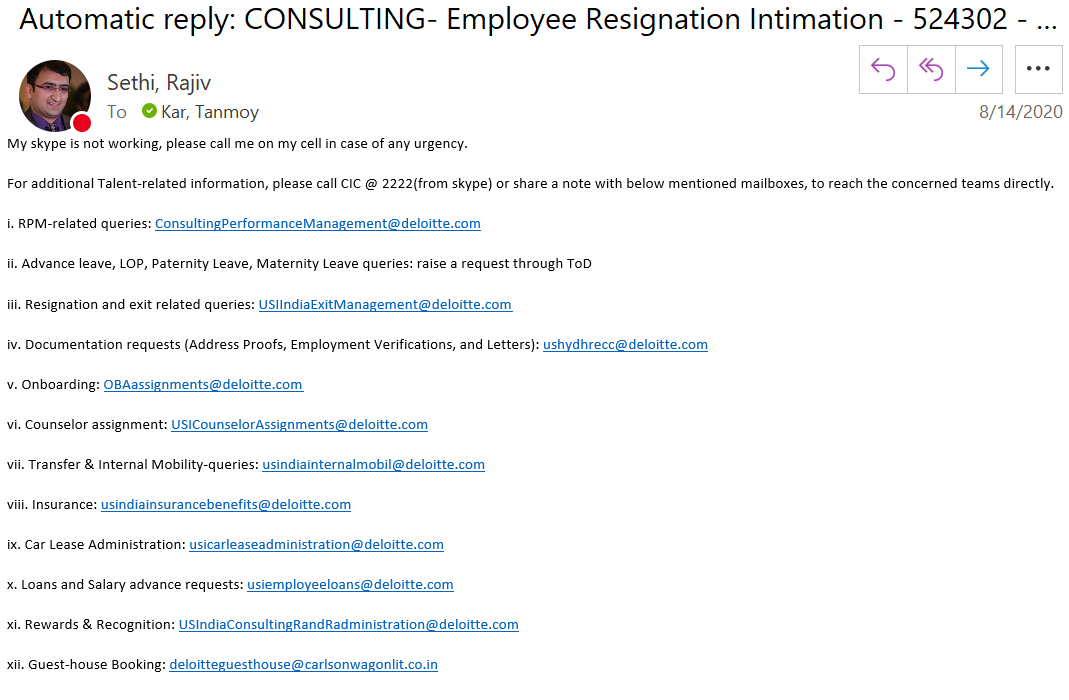 Automatic reply: CONSULTING- Employee Resignation Intimation - 524302 - ...
Sethi, Rajiv
To Kar, Tanmoy
8/14/2020
My skype is not working, please call me on my cell in case of any urgency.
For additional Talent-related information, please call CIC @ 2222(from skype) or share a note with below mentioned mailboxes, to reach the concerned teams directly.
i. RPM-related queries: ConsultingPerformanceManagement@deloitte.com
ii. Advance leave, LOP, Paternity Leave, Maternity Leave queries: raise a request through ToD
iii. Resignation and exit related queries: USIIndiaExitManagement@deloitte.com
iv. Documentation requests (Address Proofs, Employment Verifications, and Letters): ushydhrecc@deloitte.com
v. Onboarding: OBAassignments@deloitte.com
vi. Counselor assignment: USICounselorAssignments@deloitte.com
vii. Transfer & Internal Mobility-queries: usindiainternalmobil@deloitte.com
viii. Insurance: usindiainsurancebenefits@deloitte.com
ix. Car Lease Administration: usicarleaseadministration@deloitte.com
x. Loans and Salary advance requests: usiemployeeloans@deloitte.com
xi. Rewards & Recognition: USIndiaConsultingRandRadministration@deloitte.com
xii. Guest-house Booking: deloitteguesthouse@carlsonwagonlit.co.in